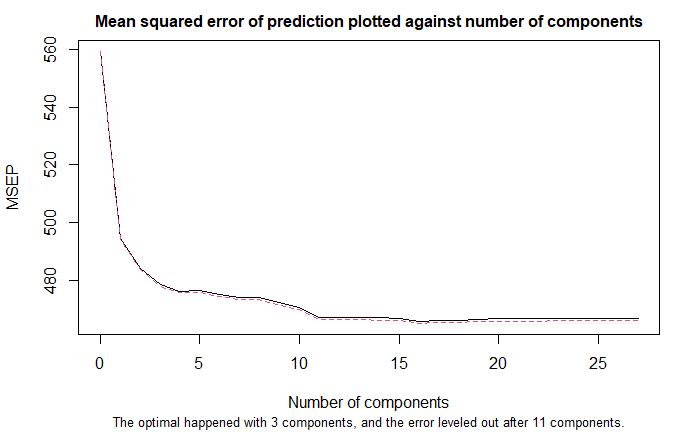 Mean squared error of prediction plotted against number of components
MSEP
560
540
520
500
480
0 5 10 15 20 25
Number of components
The optimal happened with 3 components, and the error leveled out after 11 components.